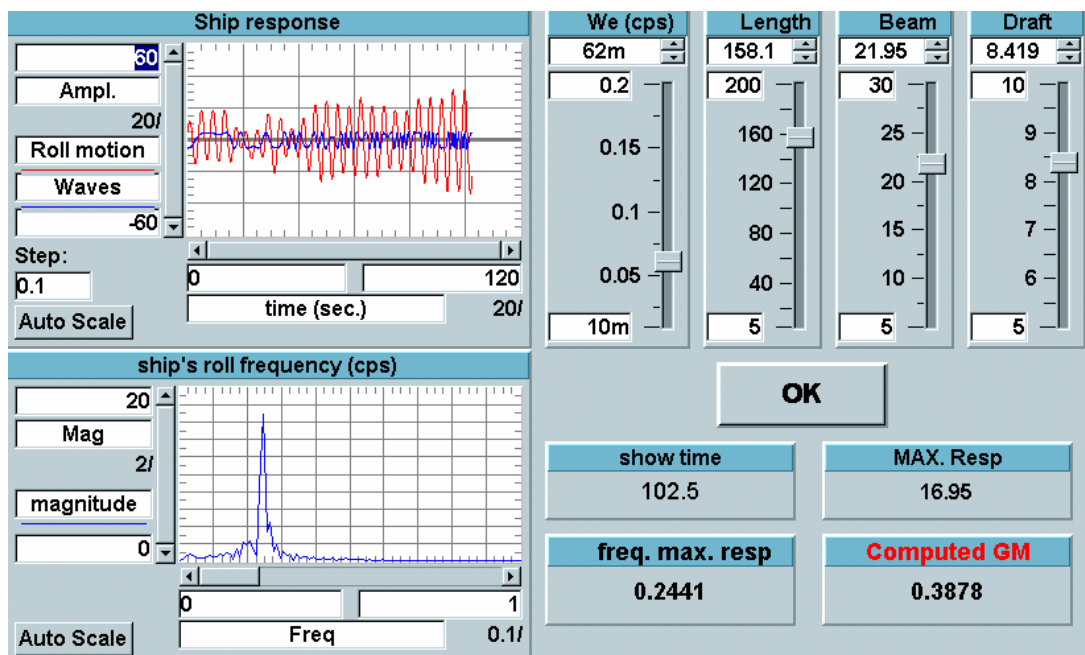 Ship response
60
Ampl.
20/
Roll motion
Waves
-60
Step:
0.1
Auto Scale
0
120
time (sec.)
20/
We (cps)
62m
0.2
0.15
0.1
0.05
10m
Length
158.1
200
160
120
80
40
5
Beam
21.95
30
25
20
15
10
5
Draft
8.419
10
9
8
7
6
5
ship's roll frequency (cps)
20
Mag
2/
magnitude
0
Auto Scale
0
1
Freq
0.1/
OK
show time
102.5
MAX. Resp
16.95
freq. max. resp
0.2441
Computed GM
0.3878